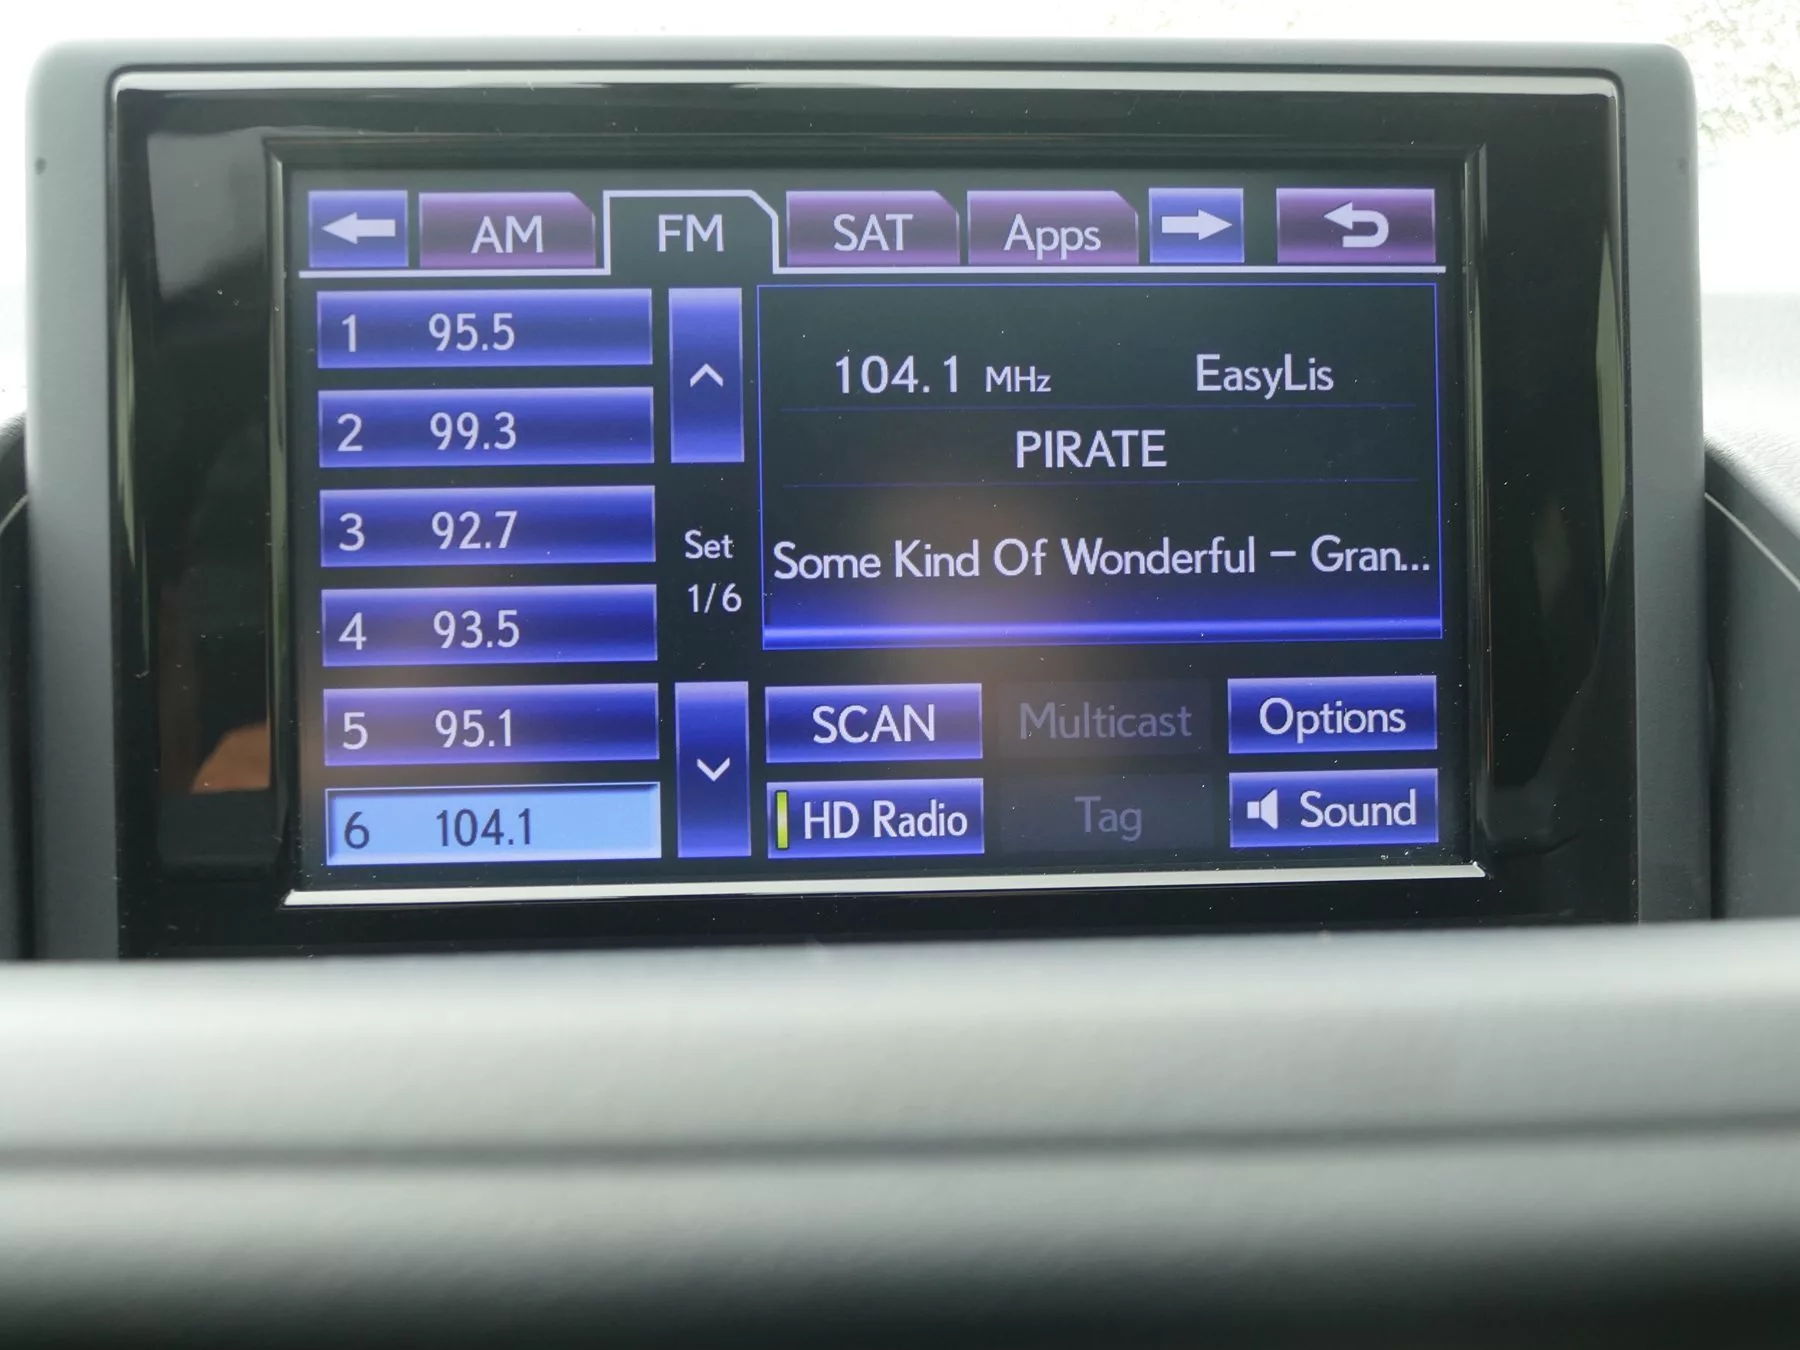 AM FM SAT Apps
1 95.5
2 99.3
3 92.7
4 93.5
5 95.1
6 104.1
Set
1/6
104.1 MHz EasyLis
PIRATE
Some Kind Of Wonderful – Gran...
SCAN Multicast Options
HD Radio Tag Sound